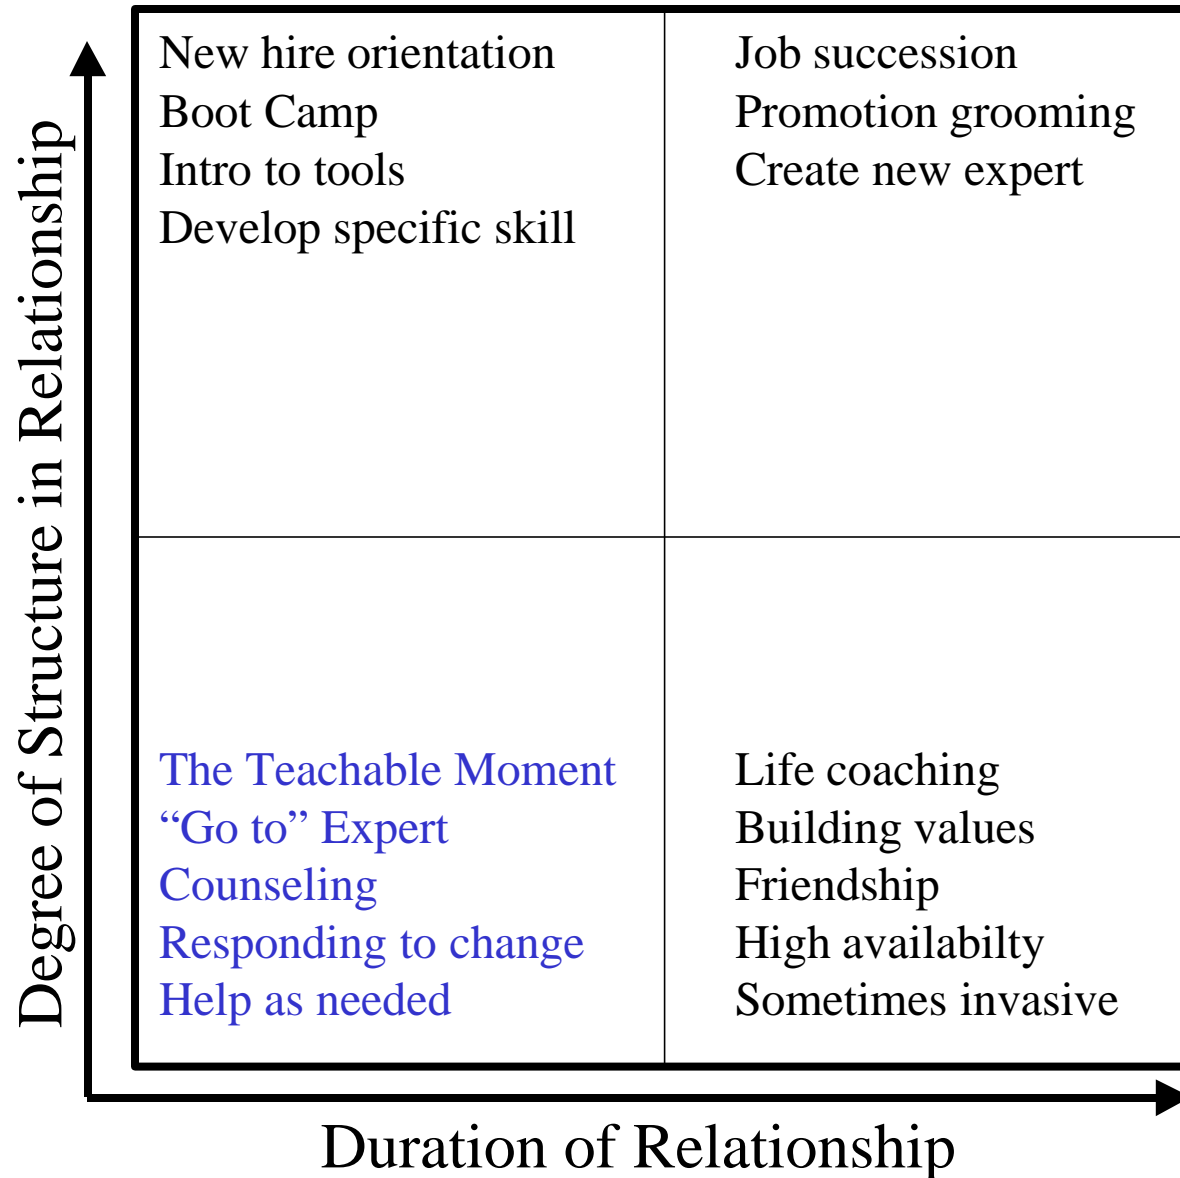 Degree of Structure in Relationship
New hire orientation
Boot Camp
Intro to tools
Develop specific skill
Job succession
Promotion grooming
Create new expert
The Teachable Moment
“Go to” Expert
Counseling
Responding to change
Help as needed
Life coaching
Building values
Friendship
High availabilty
Sometimes invasive
Duration of Relationship